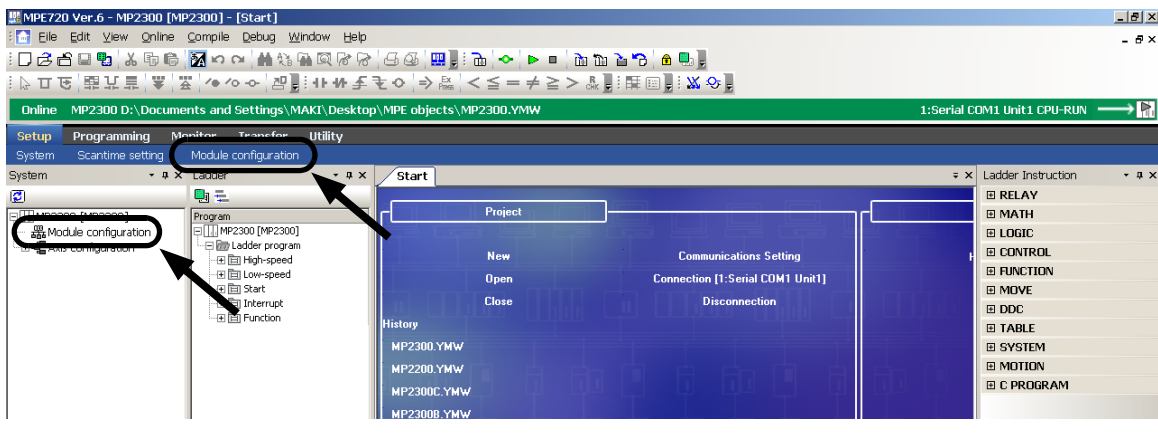 MPE720 Ver.6 - MP2300 [MP2300] - [Start]
File Edit View Online Compile Debug Window Help
Online MP2300 D:\Documents and Settings\MAKI\Desktop\MPE objects\MP2300.YMW 1:Serial COM1 Unit1 CPU-RUN
Setup Programming Monitor Transfer Utility
System Scantime setting Module configuration
System
MP2300 [MP2300]
Module configuration
Axis configuration
Ladder
Program
MP2300 [MP2300]
Ladder program
High-speed
Low-speed
Start
Interrupt
Function
Start
Project
New Communications Setting
Open Connection [1:Serial COM1 Unit1]
Close Disconnection
History
MP2300.YMW
MP2200.YMW
MP2300C.YMW
MP2300B.YMW
Ladder Instruction
RELAY
MATH
LOGIC
CONTROL
FUNCTION
MOVE
DDC
TABLE
SYSTEM
MOTION
C PROGRAM